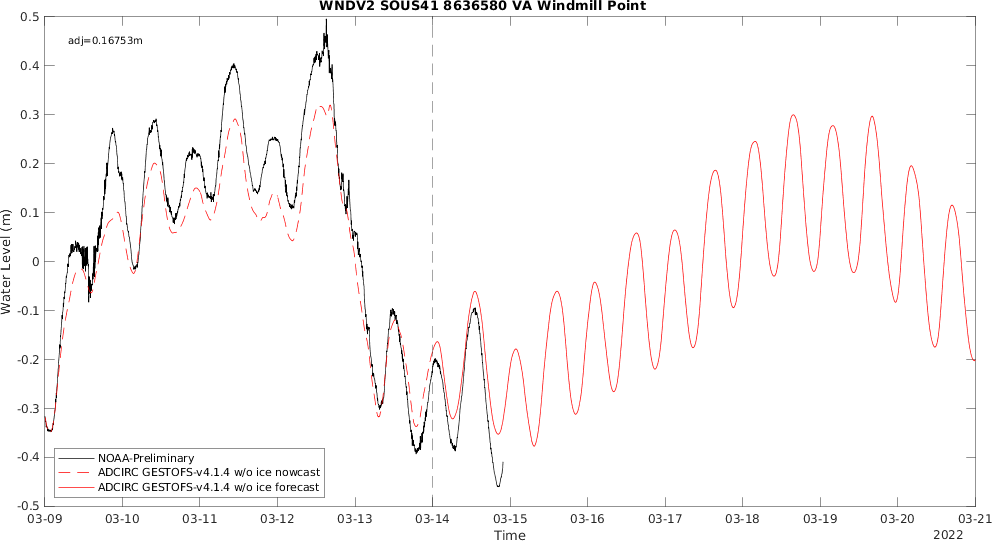 WNDV2 SOUS41 8636580 VA Windmill Point
adj=0.16753m
0.5
0.4
0.3
0.2
0.1
0
-0.1
-0.2
-0.3
-0.4
-0.5
Water Level (m)
NOAA-Preliminary
ADCIRC GESTOFS-v4.1.4 w/o ice nowcast
ADCIRC GESTOFS-v4.1.4 w/o ice forecast
03-09 03-10 03-11 03-12 03-13 03-14 03-15 03-16 03-17 03-18 03-19 03-20 03-21
Time
2022